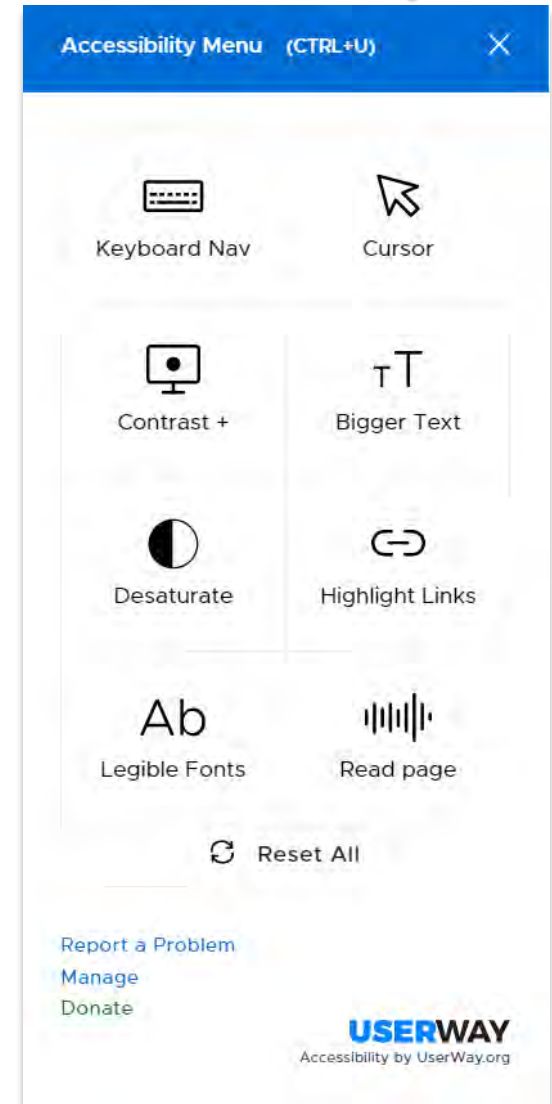 Accessibility Menu (CTRL+U)
Keyboard Nav Cursor
TT
Contrast + Bigger Text
Desaturate Highlight Links
Ab
Legible Fonts Read page
Reset All
Report a Problem
Manage
Donate
USERWAY
Accessibility by UserWay.org